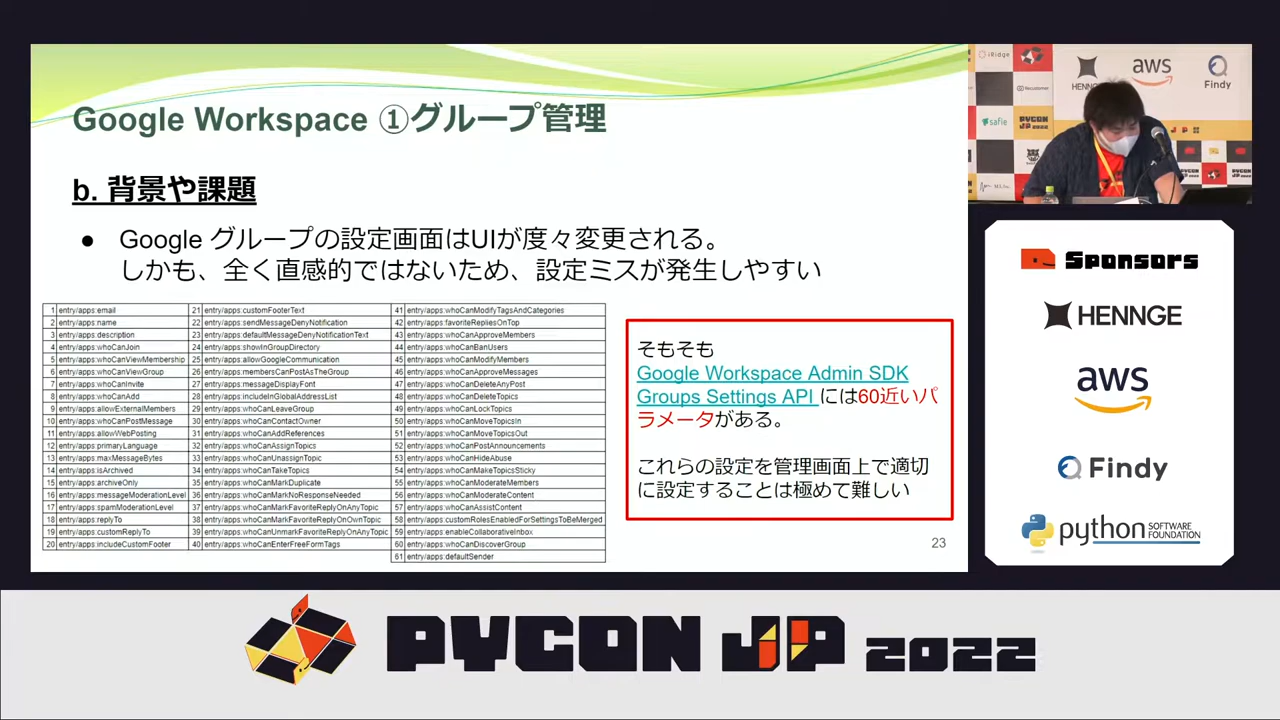 Google Workspace ①グループ管理
b. 背景や課題
● Google グループの設定画面はUIが度々変更される。
しかも、全く直感的ではないため、設定ミスが発生しやすい
1 entry/apps:email
2 entry/apps:name
3 entry/apps:description
4 entry/apps:whoCanJoin
5 entry/apps:whoCanViewMembership
6 entry/apps:whoCanViewGroup
7 entry/apps:whoCanInvite
8 entry/apps:whoCanAdd
9 entry/apps:allowExternalMembers
10 entry/apps:whoCanPostMessage
11 entry/apps:allowWebPosting
12 entry/apps:primaryLanguage
13 entry/apps:maxMessageBytes
14 entry/apps:isArchived
15 entry/apps:archiveOnly
16 entry/apps:messageModerationLevel
17 entry/apps:spamModerationLevel
18 entry/apps:replyTo
19 entry/apps:customReplyTo
20 entry/apps:includeCustomFooter
21 entry/apps:customFooterText
22 entry/apps:sendMessageDenyNotification
23 entry/apps:defaultMessageDenyNotificationText
24 entry/apps:showInGroupDirectory
25 entry/apps:allowGoogleCommunication
26 entry/apps:membersCanPostAsTheGroup
27 entry/apps:messageDisplayFont
28 entry/apps:includeInGlobalAddressList
29 entry/apps:whoCanLeaveGroup
30 entry/apps:whoCanContactOwner
31 entry/apps:whoCanAddReferences
32 entry/apps:whoCanAssignTopics
33 entry/apps:whoCanUnassignTopic
34 entry/apps:whoCanTakeTopics
35 entry/apps:whoCanMarkDuplicate
36 entry/apps:whoCanMarkNoResponseNeeded
37 entry/apps:whoCanMarkFavoriteReplyOnAnyTopic
38 entry/apps:whoCanMarkFavoriteReplyOnOwnTopic
39 entry/apps:whoCanUnmarkFavoriteReplyOnAnyTopic
40 entry/apps:whoCanEnterFreeFormTags
41 entry/apps:whoCanModifyTagsAndCategories
42 entry/apps:favoriteRepliesOnTop
43 entry/apps:whoCanApproveMembers
44 entry/apps:whoCanBanUsers
45 entry/apps:whoCanModifyMembers
46 entry/apps:whoCanApproveMessages
47 entry/apps:whoCanDeleteAnyPost
48 entry/apps:whoCanDeleteTopics
49 entry/apps:whoCanLockTopics
50 entry/apps:whoCanMoveTopicsIn
51 entry/apps:whoCanMoveTopicsOut
52 entry/apps:whoCanPostAnnouncements
53 entry/apps:whoCanHideAbuse
54 entry/apps:whoCanMakeTopicsSticky
55 entry/apps:whoCanModerateMembers
56 entry/apps:whoCanModerateContent
57 entry/apps:whoCanAssistContent
58 entry/apps:customRolesEnabledForSettingsToBeMerged
59 entry/apps:enableCollaborativeInbox
60 entry/apps:whoCanDiscoverGroup
61 entry/apps:defaultSender
そもそも
Google Workspace Admin SDK
Groups Settings API には60近いパ
ラメータがある。
これらの設定を管理画面上で適切
に設定することは極めて難しい
23
iRidge
HENNGE
aws
Findy
Recustomer
safie
PYCON
JP 2022
Sponsors
HENNGE
aws
Findy
python SOFTWARE FOUNDATION
PYCON JP 2022